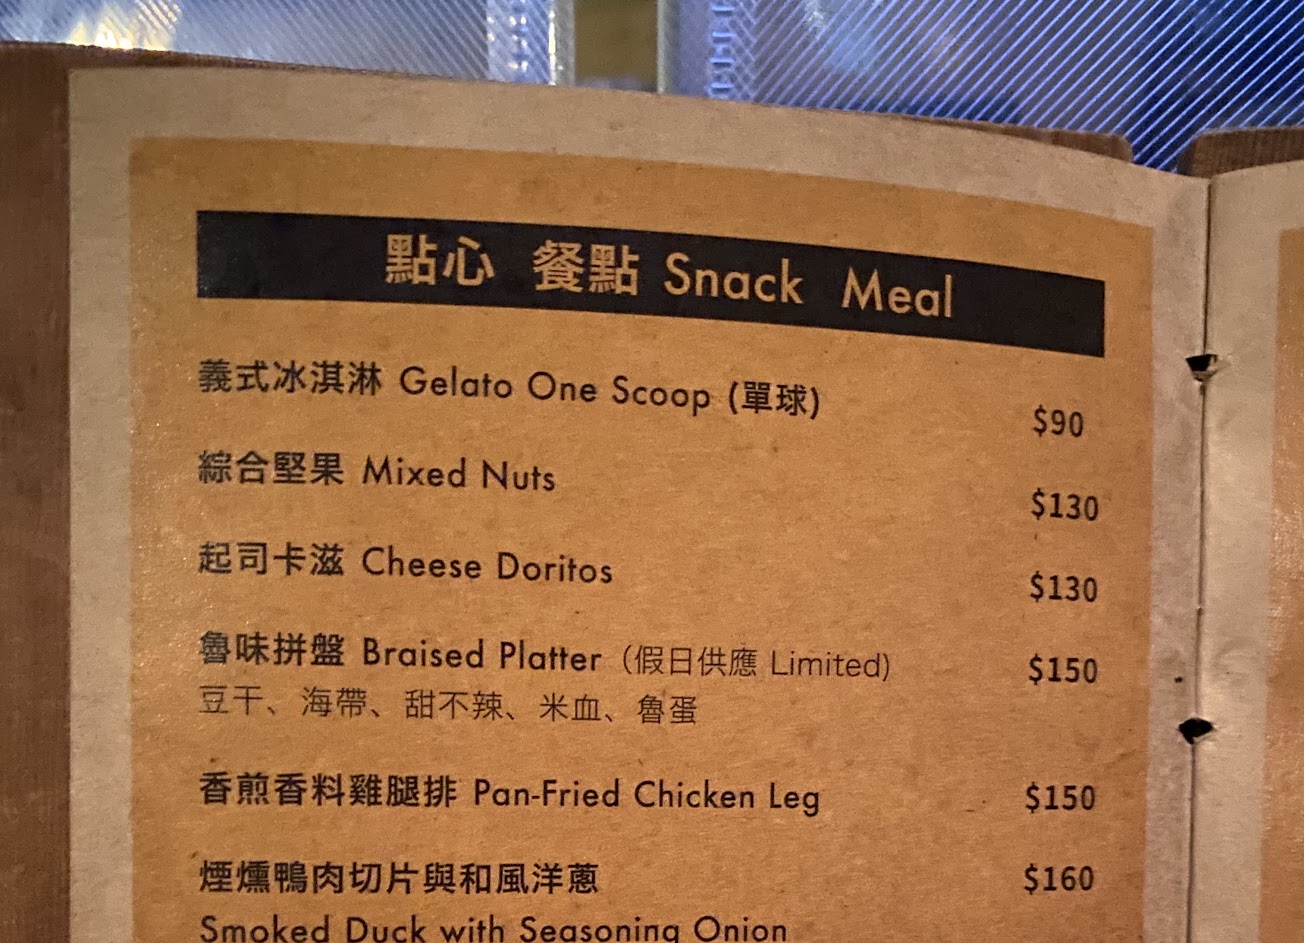 點心 餐點 Snack Meal
義式冰淇淋 Gelato One Scoop (單球) $90
綜合堅果 Mixed Nuts $130
起司卡滋 Cheese Doritos $130
魯味拼盤 Braised Platter (假日供應 Limited) $150
豆干、海帶、甜不辣、米血、魯蛋
香煎香料雞腿排 Pan-Fried Chicken Leg $150
煙燻鴨肉切片與和風洋蔥 $160
Smoked Duck with Seasoning Onion